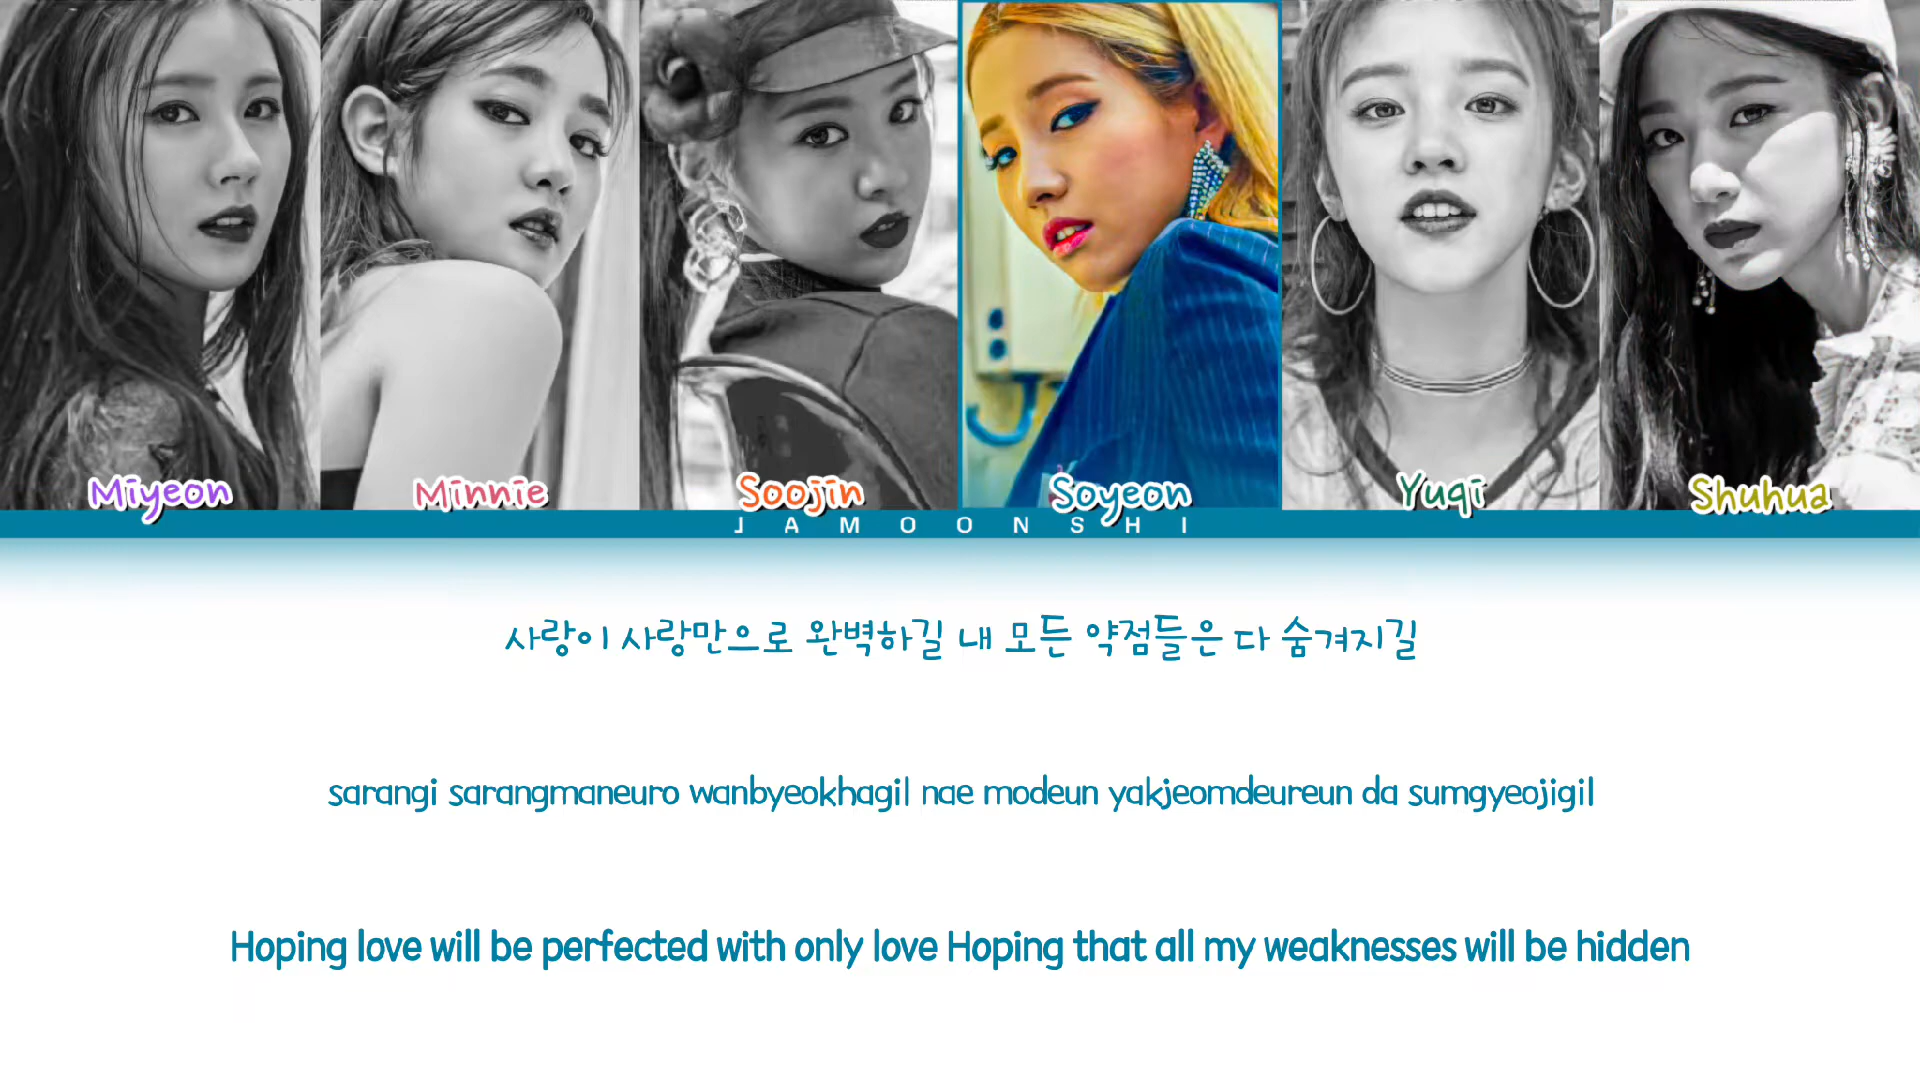 Miyeon Minnie Soojin Soyeon Yuqi Shuhua
JAMOONSHI
사랑이 사랑만으로 완벽하길 내 모든 약점들은 다 숨겨지길
sarangi sarangmaneuro wanbyeokhagil nae modeun yakjeomdeureun da sumgyeojigil
Hoping love will be perfected with only love Hoping that all my weaknesses will be hidden